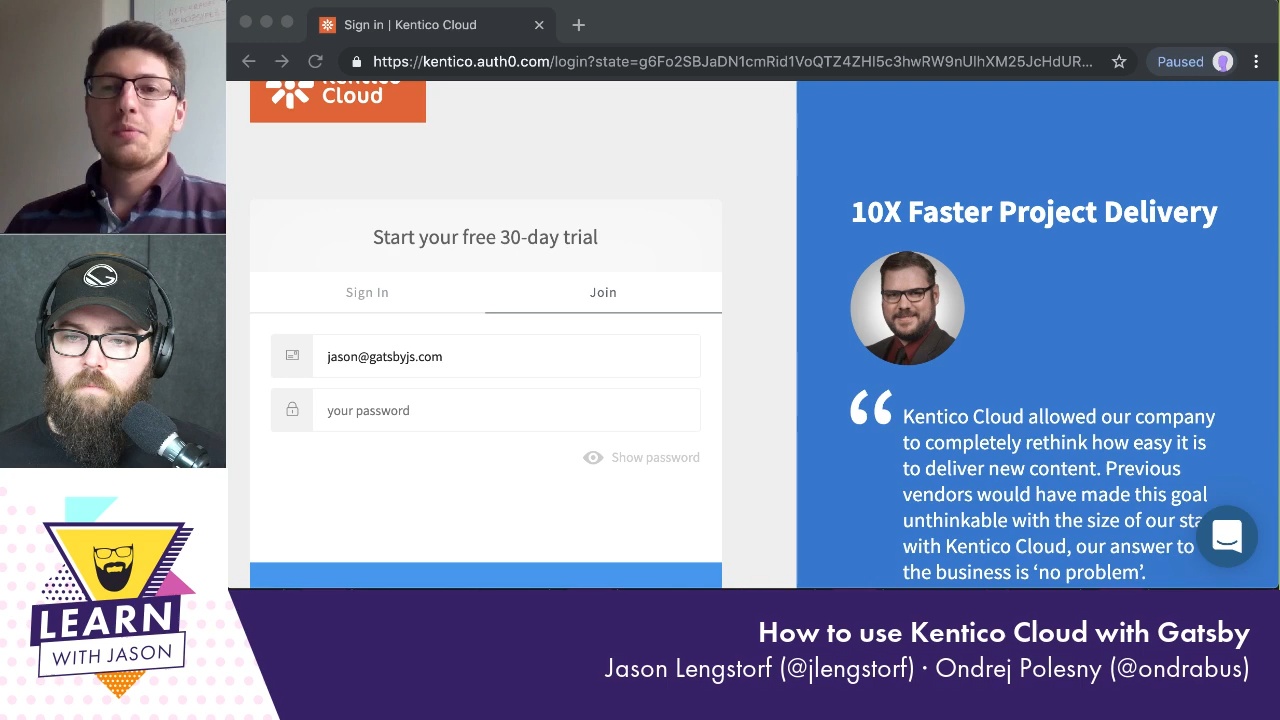 Sign in | Kentico Cloud
https://kentico.auth0.com/login?state=g6Fo2SBJaDN1cmRid1VoQTZ4ZHI5c3hwRW9nUlhXM25JcHdUR...
Paused
Kentico
Cloud
Start your free 30-day trial
Sign In
Join
jason@gatsbyjs.com
your password
Show password
10X Faster Project Delivery
“ Kentico Cloud allowed our company
to completely rethink how easy it is
to deliver new content. Previous
vendors would have made this goal
unthinkable with the size of our sta
with Kentico Cloud, our answer to
the business is ‘no problem’.
LEARN
WITH JASON
How to use Kentico Cloud with Gatsby
Jason Lengstorf (@jlengstorf) · Ondrej Polesny (@ondrabus)